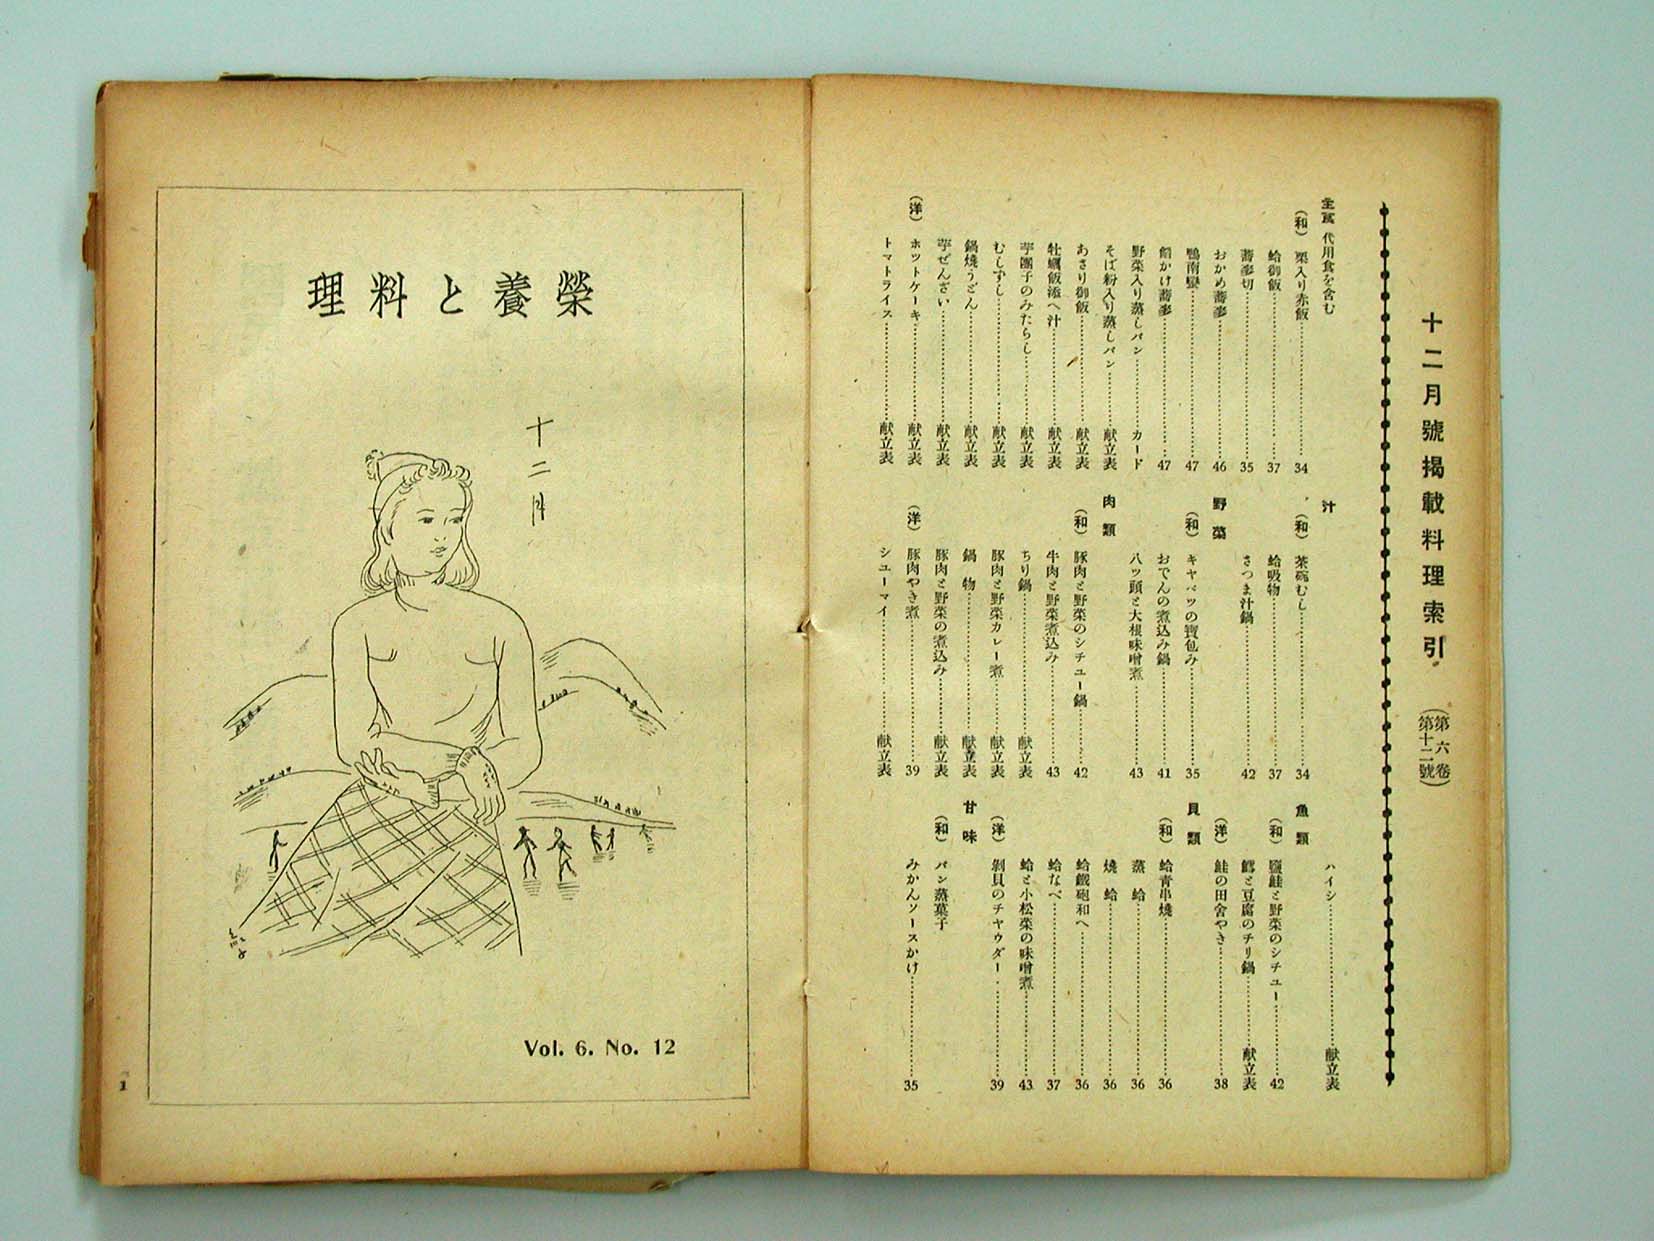 十二月號揭載料理索引
（第六卷
第十二號）
主食 代用食を含む
（和） 栗入り赤飯……34
蛤御飯……37
蕎麥切……35
おかめ蕎麥……46
鴨南蠻……47
餡かけ蕎麥……47
野菜入り蒸しパン……カード
そば粉入り蒸しパン……献立表
あさり御飯……献立表
牡蠣飯添へ汁……献立表
芋團子のみたらし……献立表
むしずし……献立表
鍋燒うどん……献立表
芋ぜんざい……献立表
（洋） ホットケーキ……献立表
トマトライス……献立表
汁
（和） 茶碗むし……34
蛤吸物……37
さつま汁鍋……42
野菜
（和） キヤベツの寶包み……35
おでんの煮込み鍋……41
八ツ頭と大根味噌煮……43
肉類
（和） 豚肉と野菜のシチユー鍋……42
牛肉と野菜煮込み……43
ちり鍋……献立表
豚肉と野菜カレー煮……献立表
鍋物……献立表
豚肉と野菜の煮込み……献立表
（洋） 豚肉やき煮……39
シユーマイ……献立表
ハイシ……献立表
魚類
（和） 鹽鮭と野菜のシチユー……42
鱈と豆腐のチリ鍋……献立表
（洋） 鮭の田舍やき……38
貝類
（和） 蛤青串燒……36
蒸蛤……36
燒蛤……36
蛤鐵砲和へ……36
蛤なべ……37
蛤と小松菜の味噌煮……43
（洋） 剝貝のチヤウダー……39
甘味
（和） パン蒸菓子
みかんソースかけ……35
理料と養榮
十二月
Vol. 6. No. 12
1